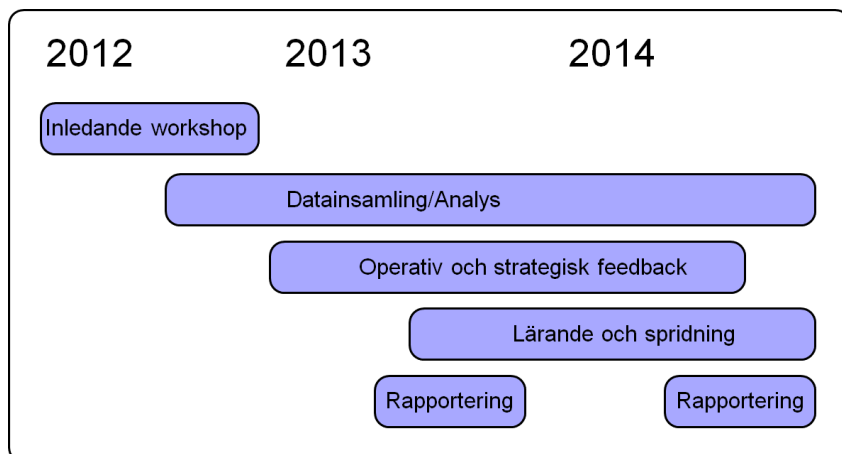 2012 2013 2014
Inledande workshop
Datainsamling/Analys
Operativ och strategisk feedback
Lärande och spridning
Rapportering Rapportering